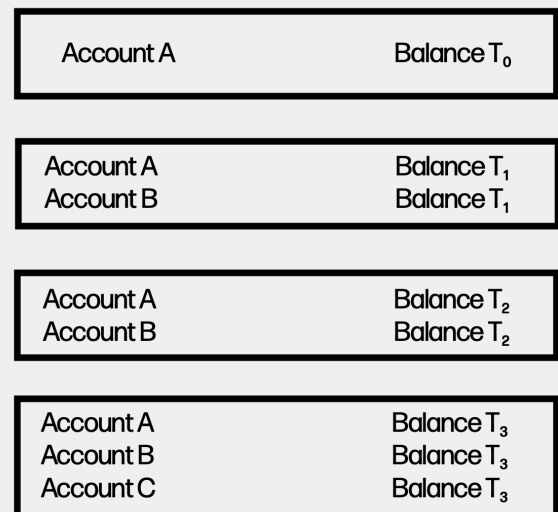 Account A Balance T₀
Account A Balance T₁
Account B Balance T₁
Account A Balance T₂
Account B Balance T₂
Account A Balance T₃
Account B Balance T₃
Account C Balance T₃